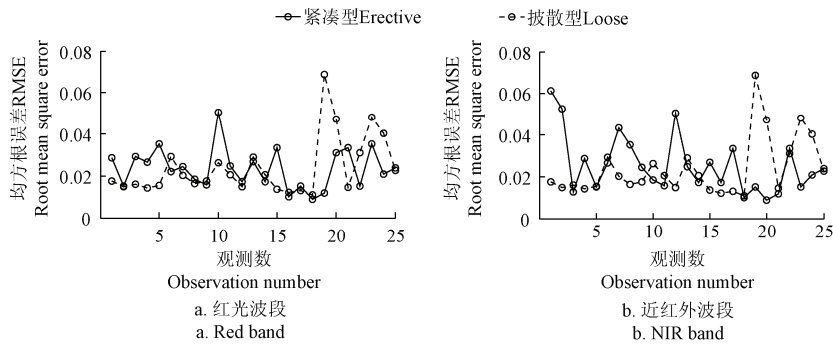 紧凑型Erective
披散型Loose
均方根误差RMSE
Root mean square error
0.08
0.06
0.04
0.02
0
5
10
15
20
25
观测数
Observation number
a. 红光波段
a. Red band
均方根误差RMSE
Root mean square error
0.08
0.06
0.04
0.02
0
5
10
15
20
25
观测数
Observation number
b. 近红外波段
b. NIR band